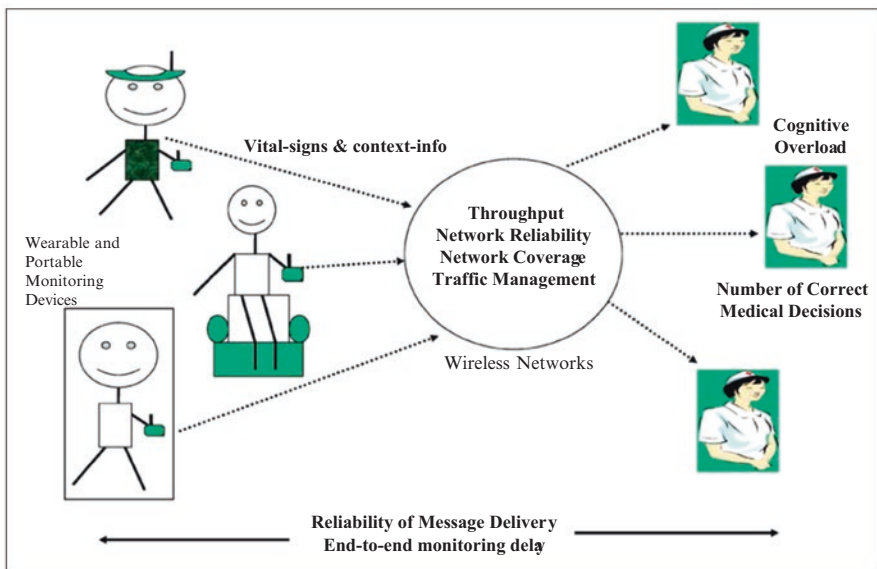 Vital-signs & context-info
Wearable and
Portable
Monitoring
Devices
Throughput
Network Reliability
Network Coverage
Traffic Management
Wireless Networks
Cognitive
Overload
Number of Correct
Medical Decisions
Reliability of Message Delivery
End-to-end monitoring delay